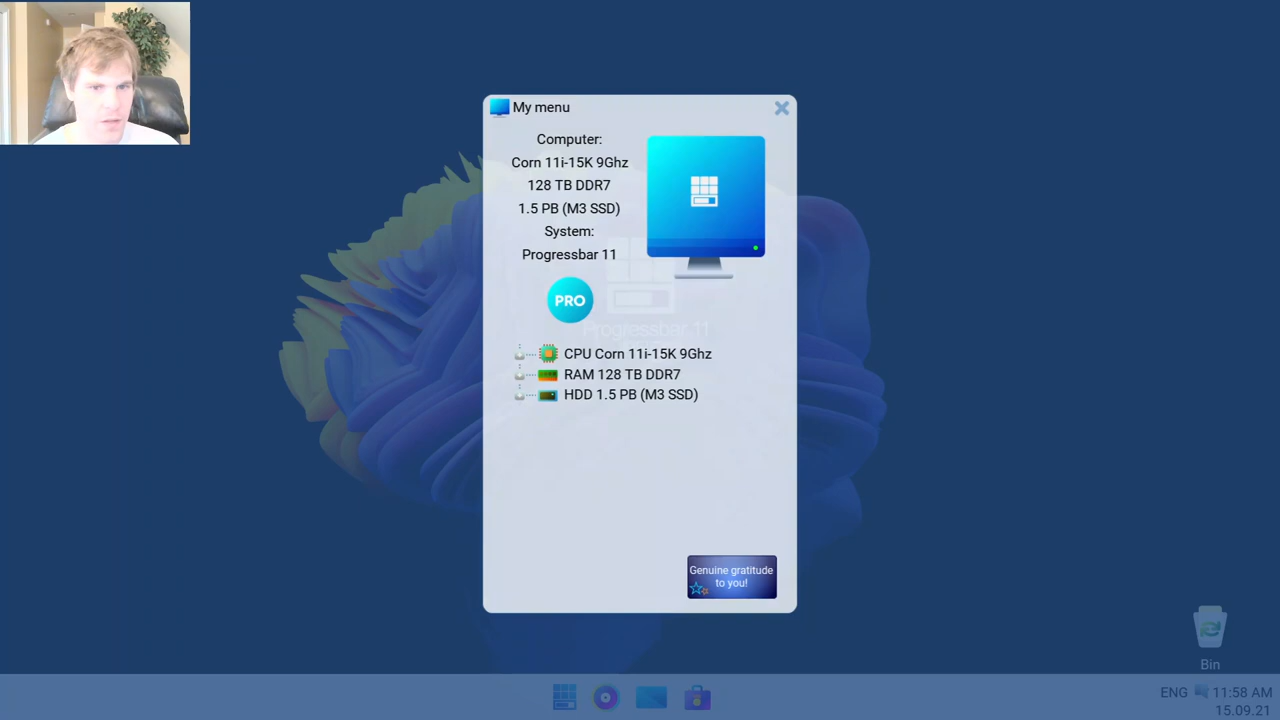 My menu
Computer:
Corn 11i-15K 9Ghz
128 TB DDR7
1.5 PB (M3 SSD)
System:
Progressbar 11
PRO
Progressbar 11
CPU Corn 11i-15K 9Ghz
RAM 128 TB DDR7
HDD 1.5 PB (M3 SSD)
Genuine gratitude
to you!
Bin
ENG 11:58 AM
15.09.21